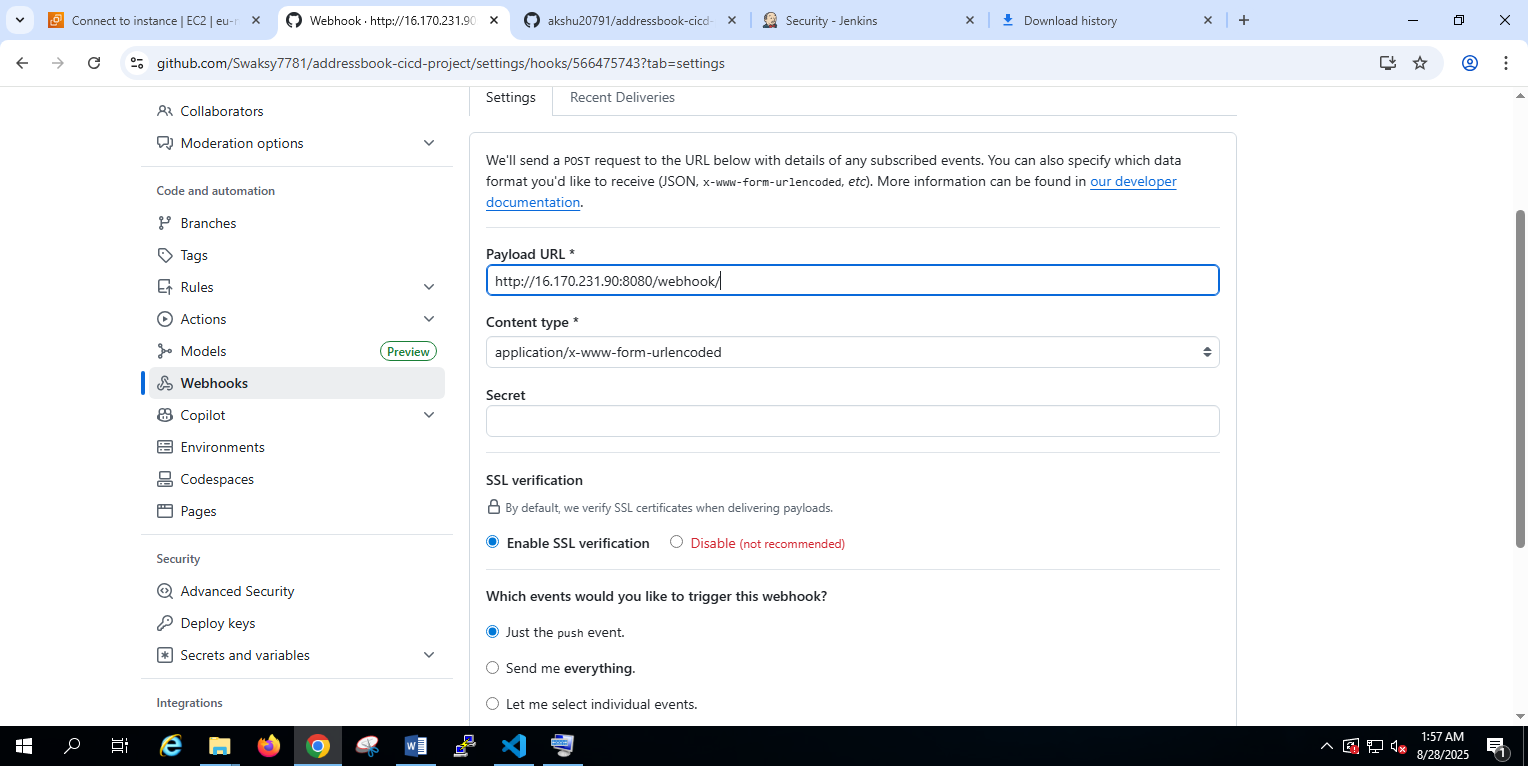 Connect to instance | EC2 | eu-n
Webhook · http://16.170.231.90
akshu20791/addressbook-cicd-
Security - Jenkins
Download history
github.com/Swaksy7781/addressbook-cicd-project/settings/hooks/566475743?tab=settings
Collaborators
Moderation options
Code and automation
Branches
Tags
Rules
Actions
Models
Preview
Webhooks
Copilot
Environments
Codespaces
Pages
Security
Advanced Security
Deploy keys
Secrets and variables
Integrations
Settings
Recent Deliveries
We'll send a POST request to the URL below with details of any subscribed events. You can also specify which data
format you'd like to receive (JSON, x-www-form-urlencoded, etc). More information can be found in our developer
documentation.
Payload URL *
http://16.170.231.90:8080/webhook/
Content type *
application/x-www-form-urlencoded
Secret
SSL verification
By default, we verify SSL certificates when delivering payloads.
Enable SSL verification
Disable (not recommended)
Which events would you like to trigger this webhook?
Just the push event.
Send me everything.
Let me select individual events.
1:57 AM
8/28/2025
1